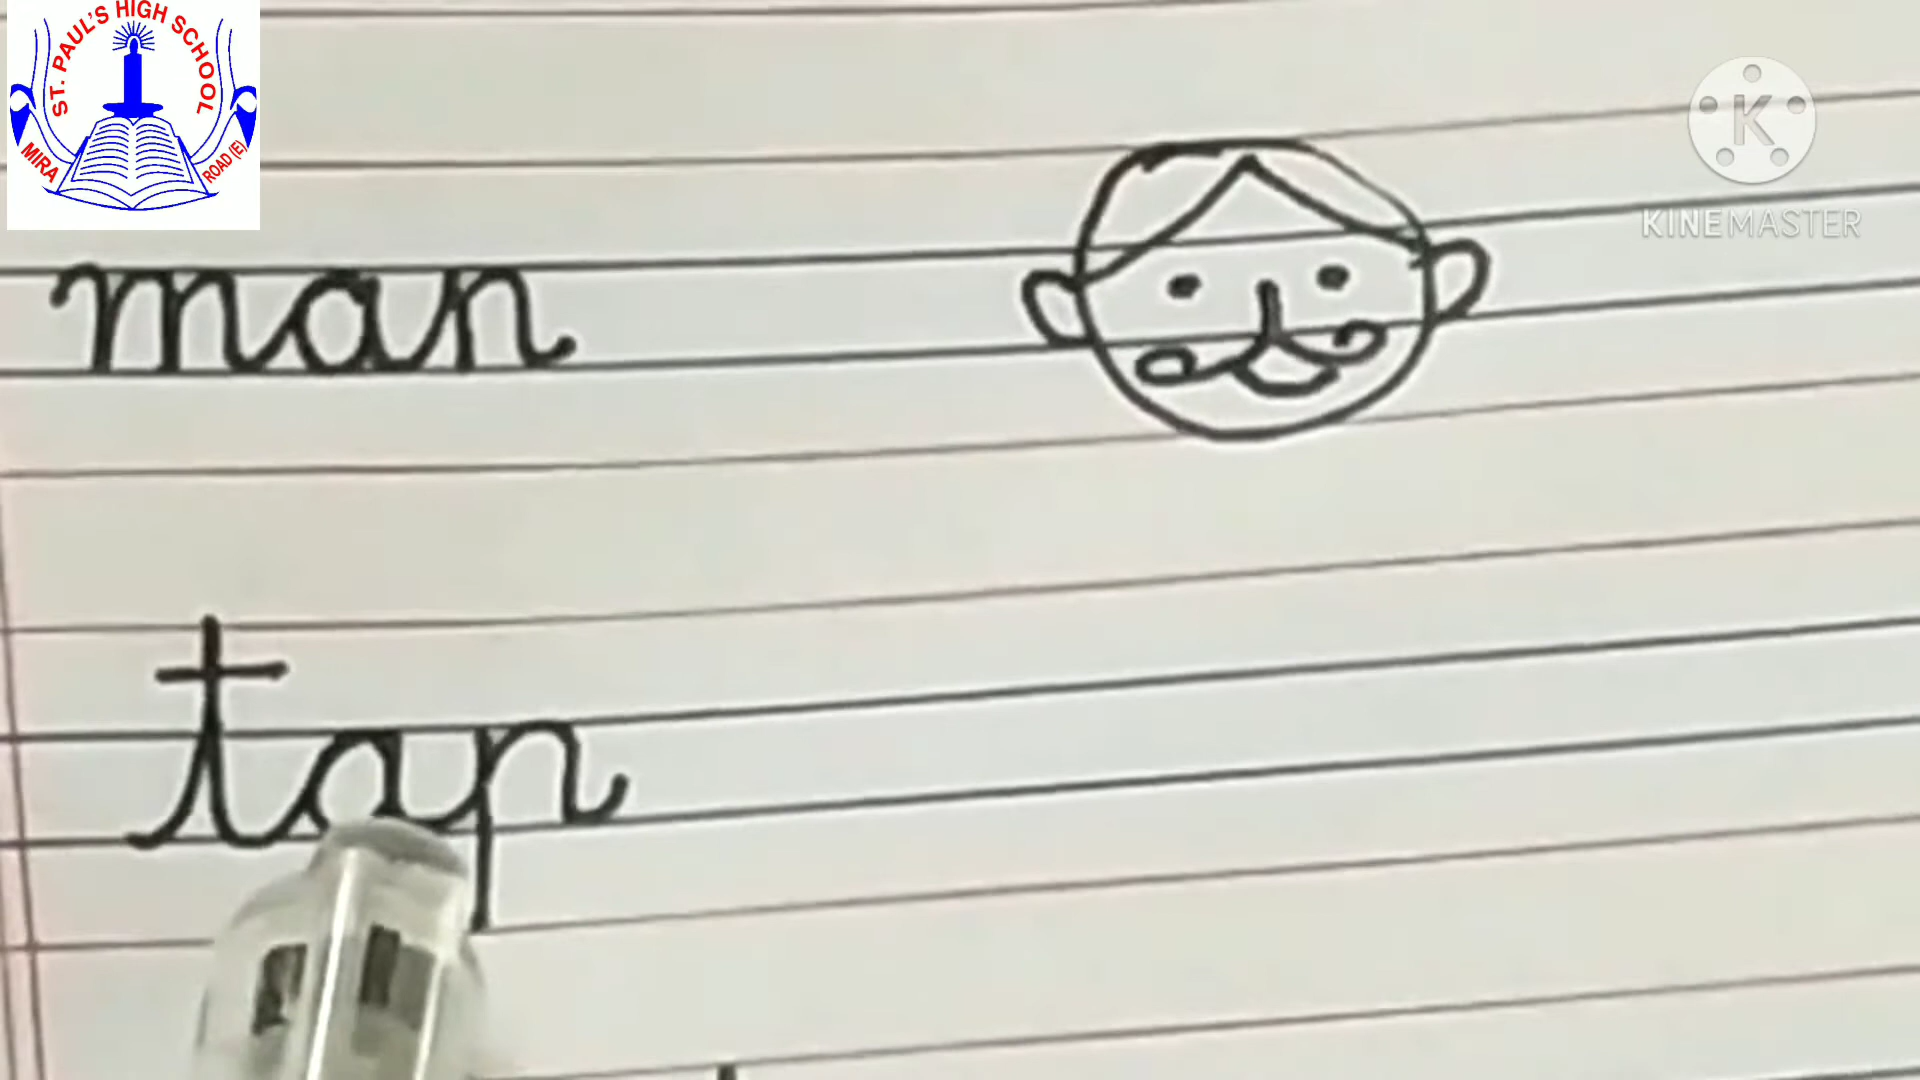 ST. PAUL'S HIGH SCHOOL
MIRA ROAD (E)
K
KINEMASTER
man
tap